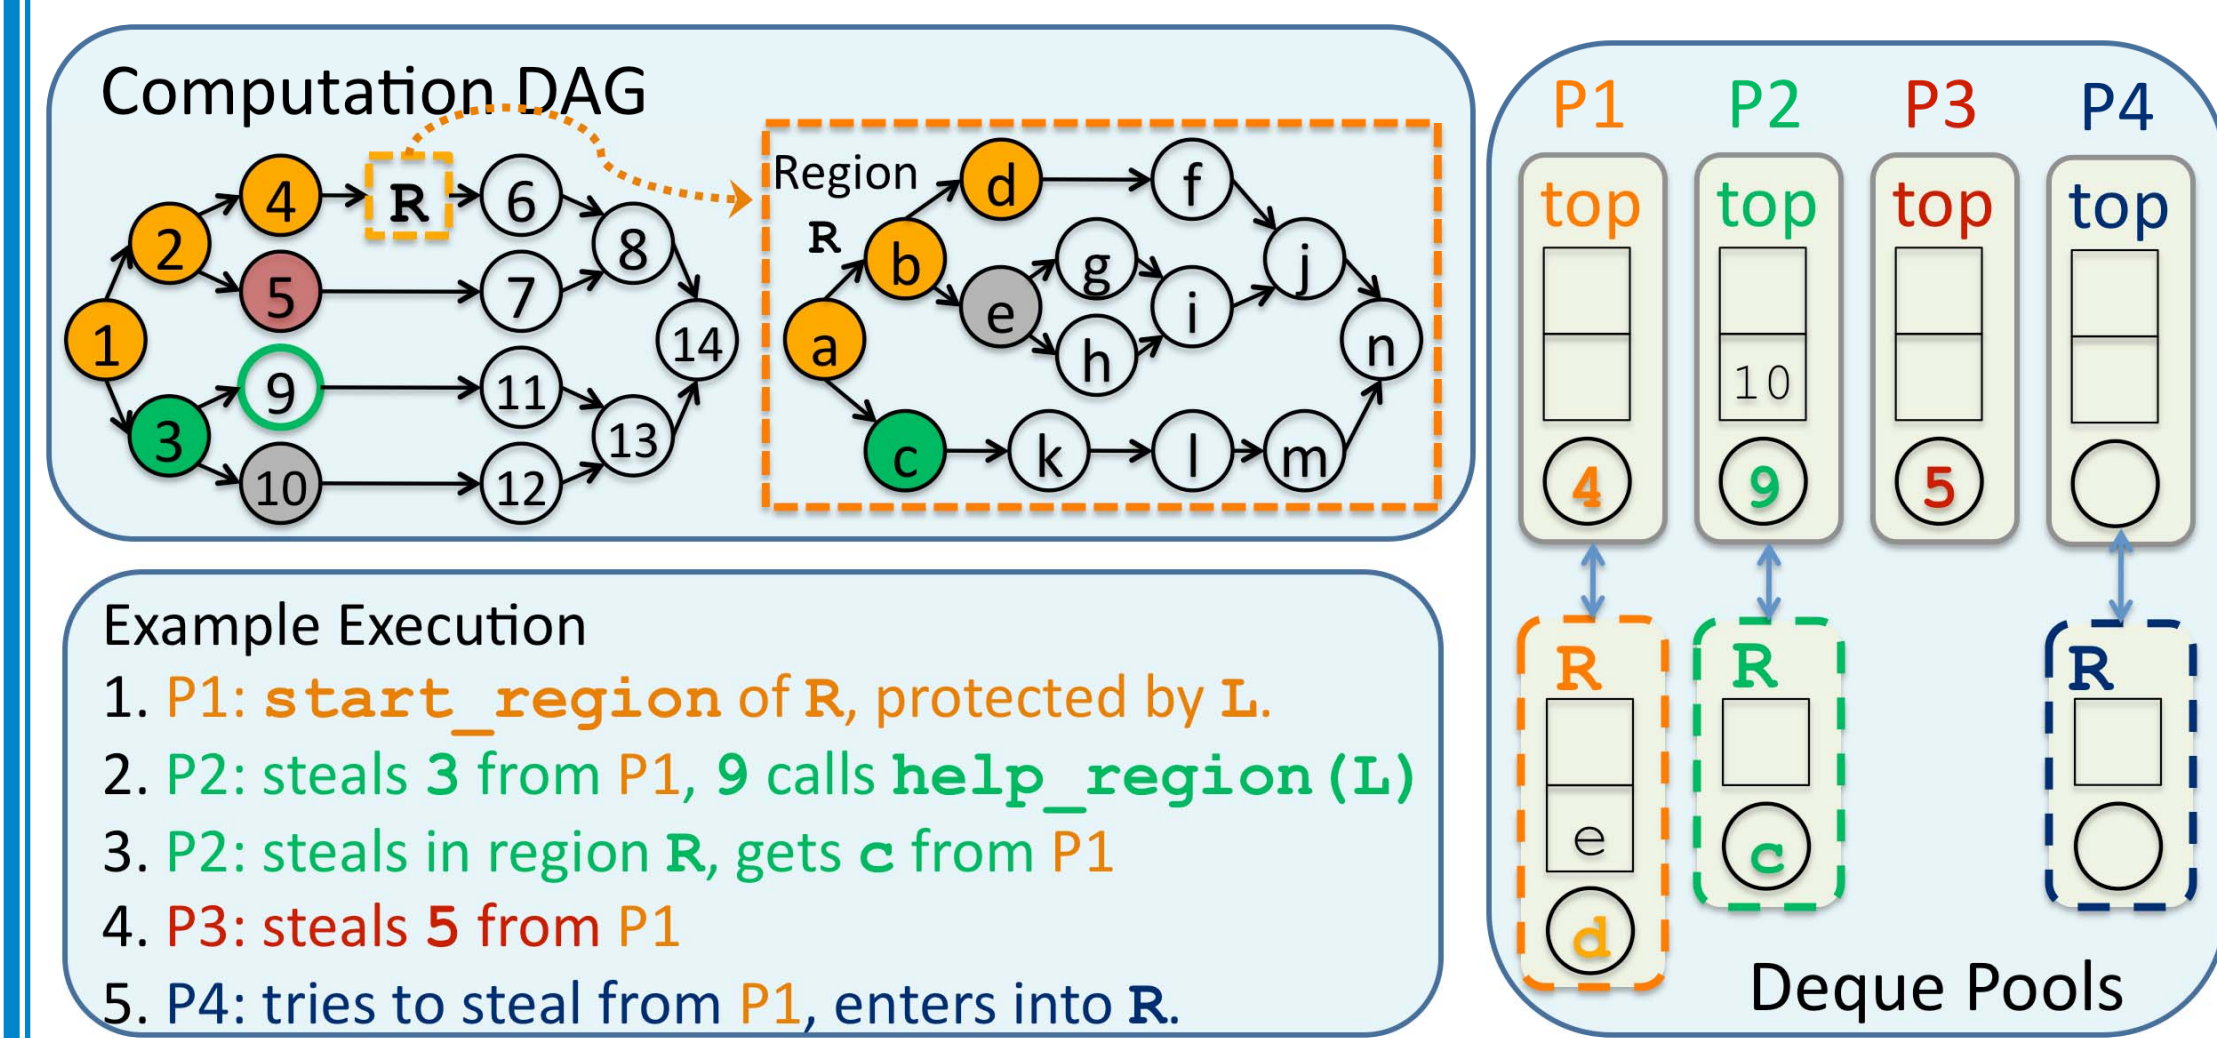 Computation DAG
1
2
3
4
5
9
10
R
6
7
11
12
8
13
14
Region
R
a
b
c
d
e
f
g
h
i
j
k
l
m
n
Example Execution
1. P1: start_region of R, protected by L.
2. P2: steals 3 from P1, 9 calls help_region(L)
3. P2: steals in region R, gets c from P1
4. P3: steals 5 from P1
5. P4: tries to steal from P1, enters into R.
P1 P2 P3 P4
top top top top
10
4 9 5
R R R
e
c
d
Deque Pools